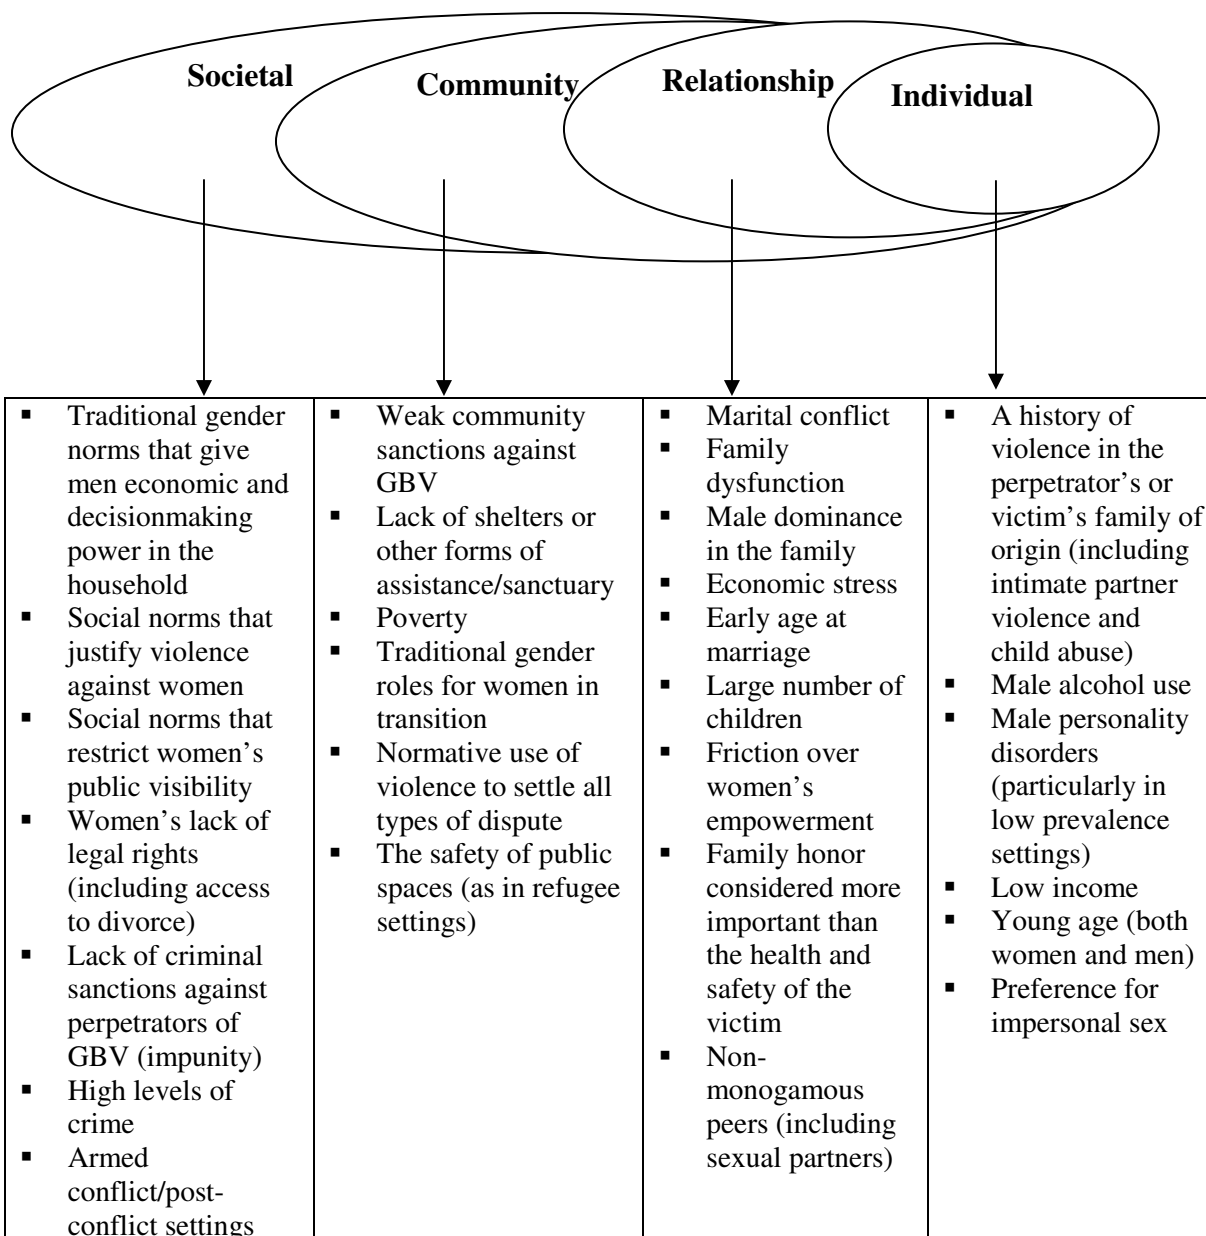 Societal
Community
Relationship
Individual
▪ Traditional gender
norms that give
men economic and
decisionmaking
power in the
household
▪ Social norms that
justify violence
against women
▪ Social norms that
restrict women’s
public visibility
▪ Women’s lack of
legal rights
(including access
to divorce)
▪ Lack of criminal
sanctions against
perpetrators of
GBV (impunity)
▪ High levels of
crime
▪ Armed
conflict/post-
conflict settings
▪ Weak community
sanctions against
GBV
▪ Lack of shelters or
other forms of
assistance/sanctuary
▪ Poverty
▪ Traditional gender
roles for women in
transition
▪ Normative use of
violence to settle all
types of dispute
▪ The safety of public
spaces (as in refugee
settings)
▪ Marital conflict
▪ Family
dysfunction
▪ Male dominance
in the family
▪ Economic stress
▪ Early age at
marriage
▪ Large number of
children
▪ Friction over
women’s
empowerment
▪ Family honor
considered more
important than
the health and
safety of the
victim
▪ Non-
monogamous
peers (including
sexual partners)
▪ A history of
violence in the
perpetrator’s or
victim’s family of
origin (including
intimate partner
violence and
child abuse)
▪ Male alcohol use
▪ Male personality
disorders
(particularly in
low prevalence
settings)
▪ Low income
▪ Young age (both
women and men)
▪ Preference for
impersonal sex